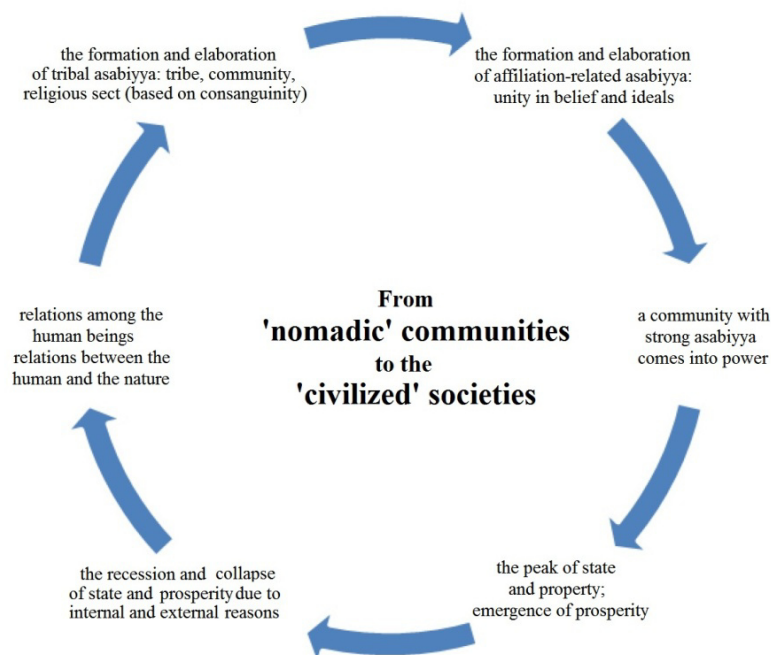 the formation and elaboration
of tribal asabiyya: tribe, community,
religious sect (based on consanguinity)
the formation and elaboration
of affiliation-related asabiyya:
unity in belief and ideals
a community with
strong asabiyya
comes into power
the peak of state
and property;
emergence of prosperity
the recession and collapse
of state and prosperity due to
internal and external reasons
relations among the
human beings
relations between the
human and the nature
From
'nomadic' communities
to the
'civilized' societies